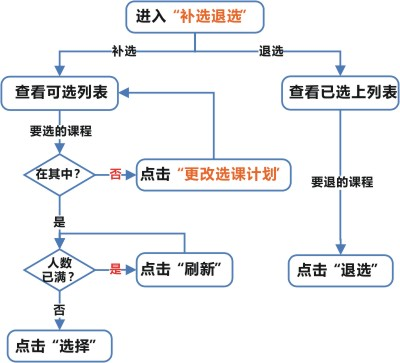 进入“补选退选”
补选
退选
查看可选列表
查看已选上列表
要选的课程
在其中?
否
点击“更改选课计划’
要退的课程
是
人数
已满?
是
点击“刷新”
点击“退选”
否
点击“选择”